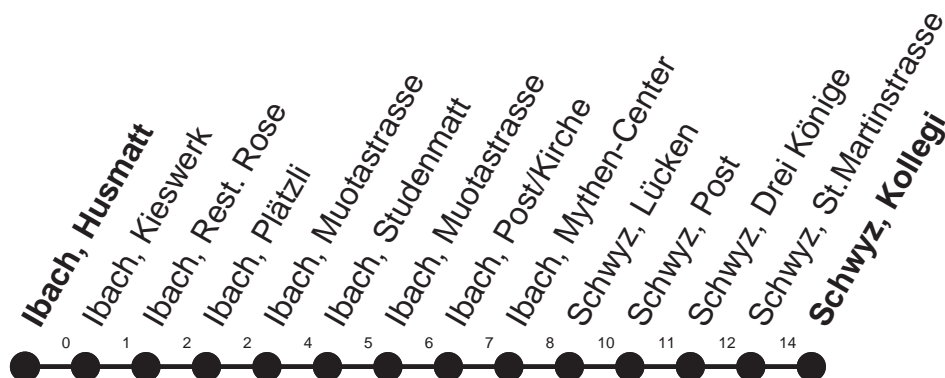 Ibach, Husmatt
Ibach, Kieswerk
Ibach, Rest. Rose
Ibach, Plätzli
Ibach, Muotastrasse
Ibach, Studenmatt
Ibach, Muotastrasse
Ibach, Post/Kirche
Ibach, Mythen-Center
Schwyz, Lücken
Schwyz, Post
Schwyz, Drei Könige
Schwyz, St.Martinstrasse
Schwyz, Kollegi
0 1 2 2 4 5 6 7 8 10 11 12 14